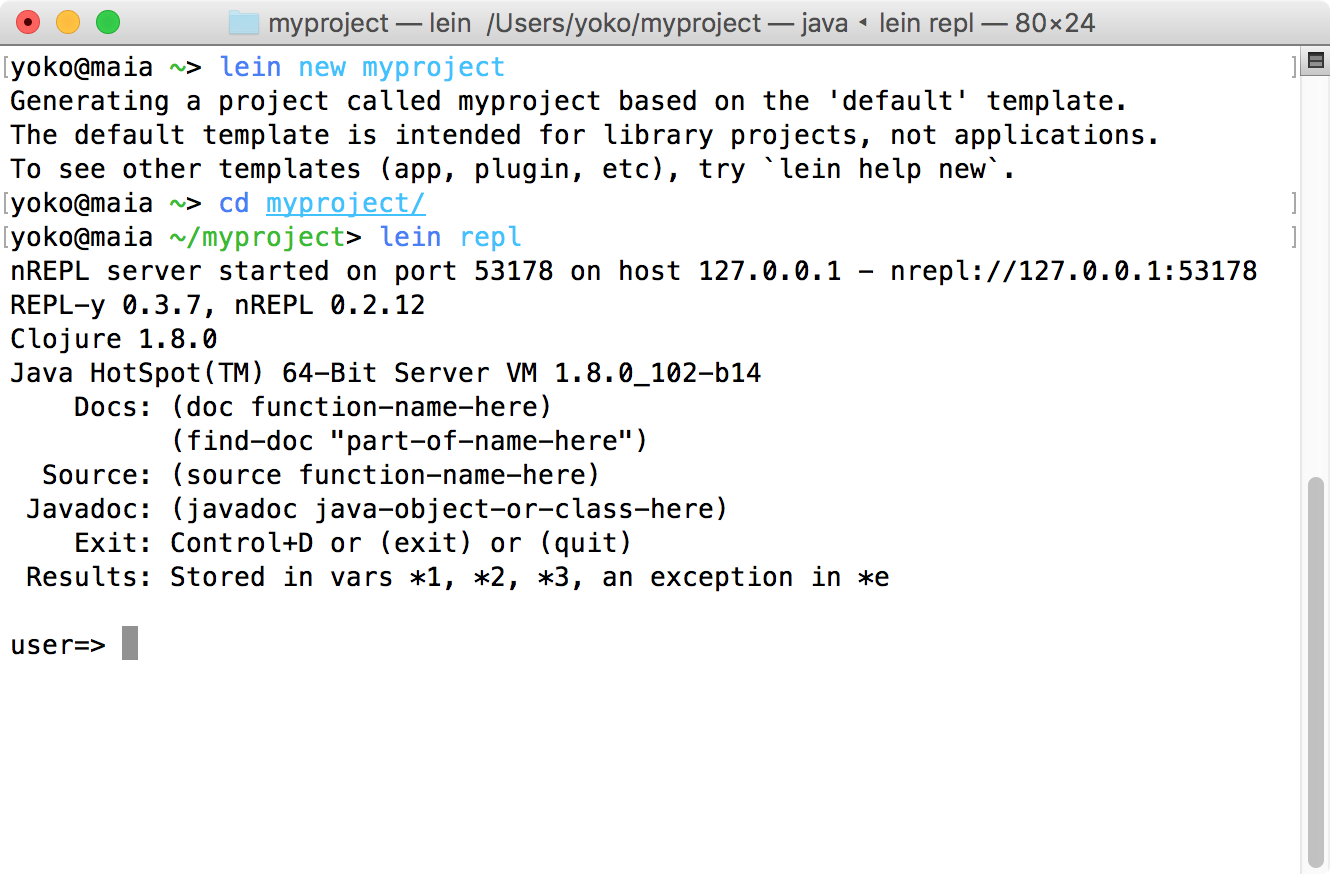 myproject — lein /Users/yoko/myproject — java ◂ lein repl — 80×24
[yoko@maia ~> lein new myproject ]
Generating a project called myproject based on the 'default' template.
The default template is intended for library projects, not applications.
To see other templates (app, plugin, etc), try `lein help new`.
[yoko@maia ~> cd myproject/ ]
[yoko@maia ~/myproject> lein repl ]
nREPL server started on port 53178 on host 127.0.0.1 - nrepl://127.0.0.1:53178
REPL-y 0.3.7, nREPL 0.2.12
Clojure 1.8.0
Java HotSpot(TM) 64-Bit Server VM 1.8.0_102-b14
    Docs: (doc function-name-here)
          (find-doc "part-of-name-here")
  Source: (source function-name-here)
 Javadoc: (javadoc java-object-or-class-here)
    Exit: Control+D or (exit) or (quit)
 Results: Stored in vars *1, *2, *3, an exception in *e
user=>